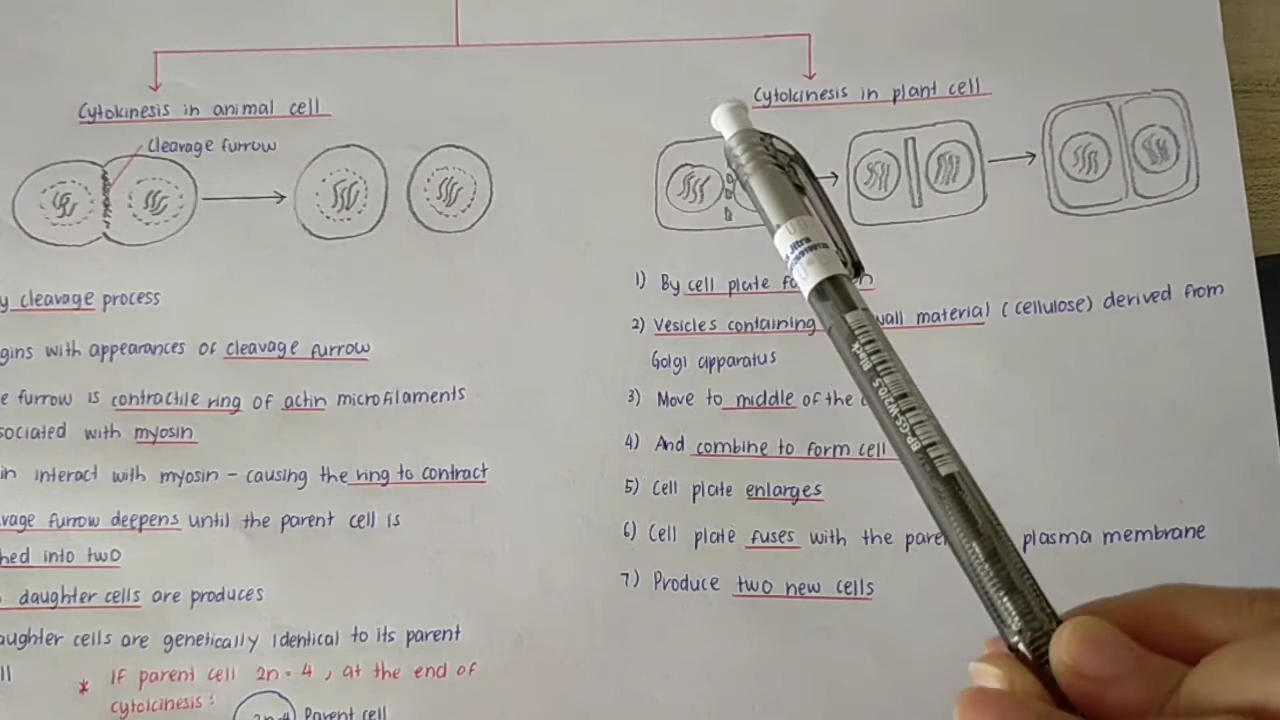 Cytokinesis in animal cell
Cleavage furrow
y cleavage process
gins with appearances of cleavage furrow
e furrow is contractile ring of actin microfilaments
sociated with myosin
in interact with myosin - causing the ring to contract
vage furrow deepens until the parent cell is
hed into two
daughter cells are produces
aughter cells are genetically identical to its parent
ll
* If parent cell 2n = 4 , at the end of
cytokinesis :
Parent cell
Cytokinesis in plant cell
1) By cell plate
2) Vesicles containing wall material (cellulose) derived from
Golgi apparatus
3) Move to middle of the
4) And combine to form cell
5) Cell plate enlarges
6) Cell plate fuses with the plasma membrane
7) Produce two new cells
BP-GS-W2/0.5 Black